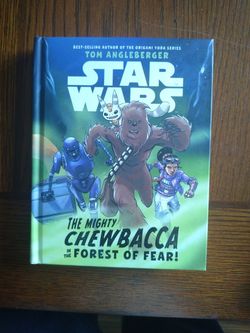 BEST-SELLING AUTHOR OF THE ORIGAMI YODA SERIES
TOM ANGLEBERGER
STAR
WARS
THE MIGHTY
CHEWBACCA
IN THE FOREST OF FEAR!